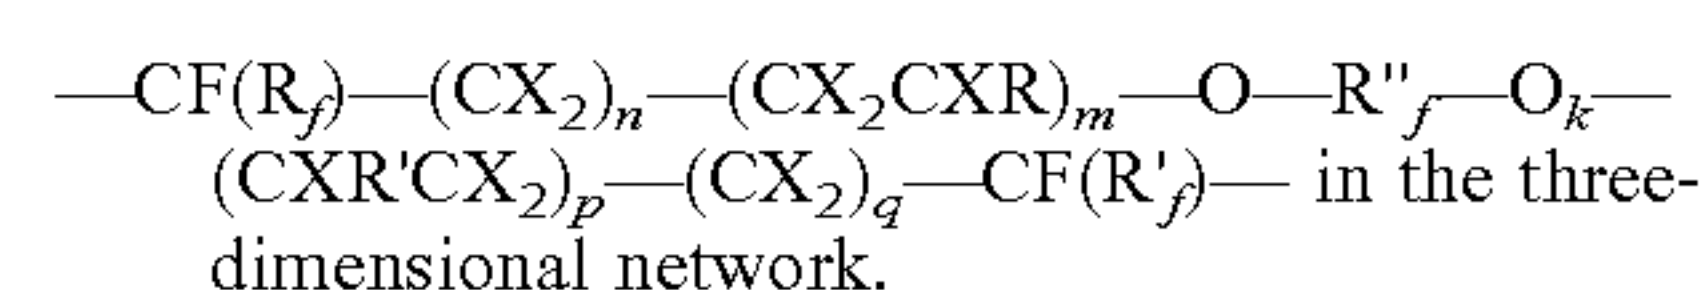 —CF(R_f)—(CX_2)_n—(CX_2CXR)_m—O—R"_f—O_k—
(CXR'CX_2)_p—(CX_2)_q—CF(R'_f)— in the three-
dimensional network.